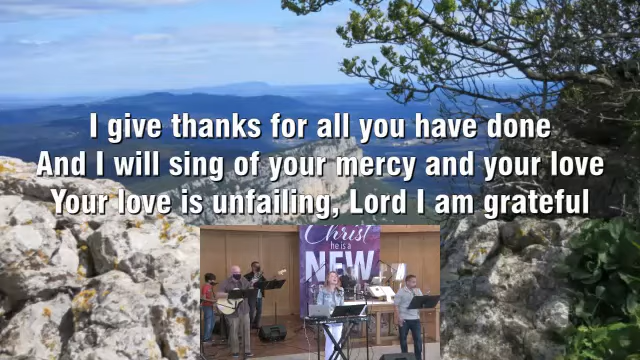 I give thanks for all you have done
And I will sing of your mercy and your love
Your love is unfailing, Lord I am grateful
Christ
he is a
NEW